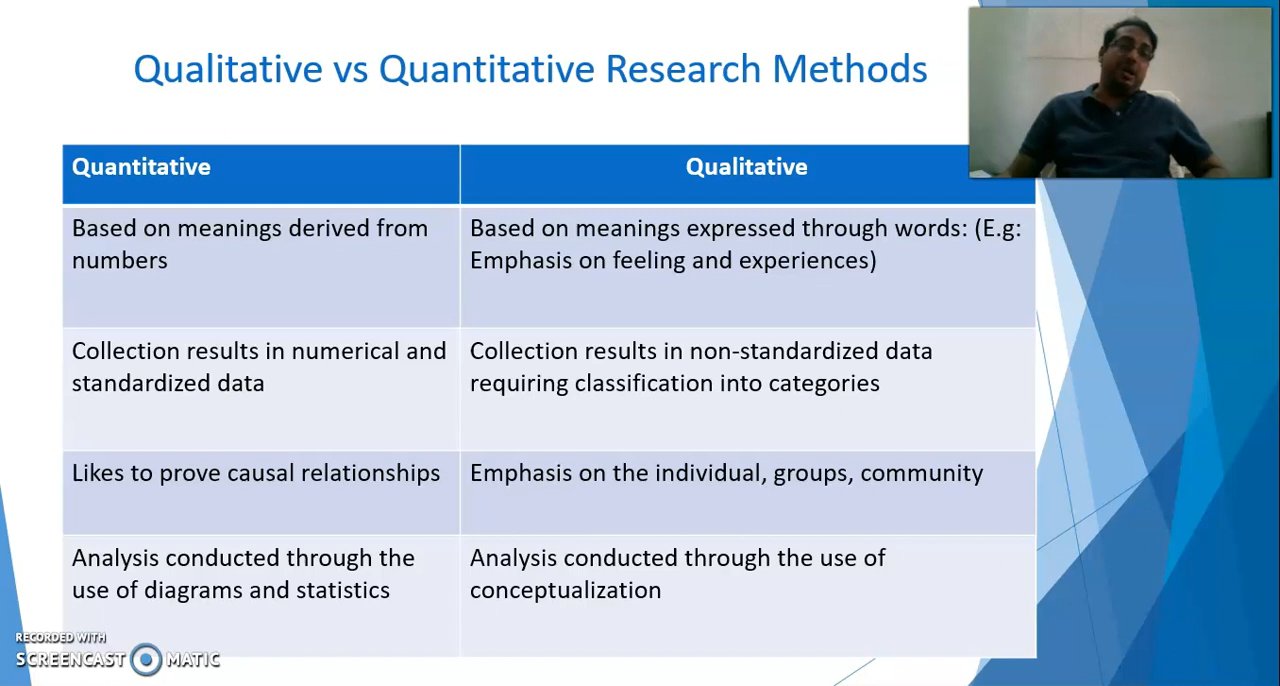 Qualitative vs Quantitative Research Methods
Quantitative
Qualitative
Based on meanings derived from
numbers
Based on meanings expressed through words: (E.g:
Emphasis on feeling and experiences)
Collection results in numerical and
standardized data
Collection results in non-standardized data
requiring classification into categories
Likes to prove causal relationships
Emphasis on the individual, groups, community
Analysis conducted through the
use of diagrams and statistics
Analysis conducted through the use of
conceptualization
RECORDED WITH
SCREENCAST MATIC